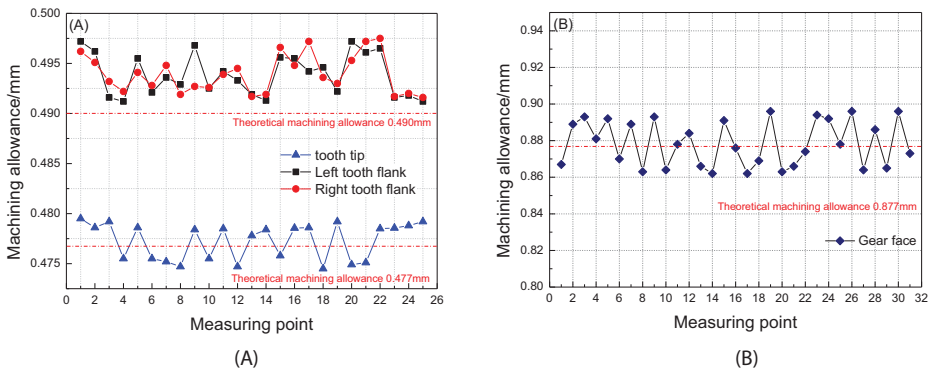 (A)
0.500
0.495
0.490
0.485
0.480
0.475
Machining allowance/mm
Theoretical machining allowance 0.490mm
tooth tip
Left tooth flank
Right tooth flank
Theoretical machining allowance 0.477mm
0 2 4 6 8 10 12 14 16 18 20 22 24 26
Measuring point
(A)
(B)
0.94
0.92
0.90
0.88
0.86
0.84
0.82
0.80
Machining allowance/mm
Theoretical machining allowance 0.877mm
Gear face
0 2 4 6 8 10 12 14 16 18 20 22 24 26 28 30 32
Measuring point
(B)